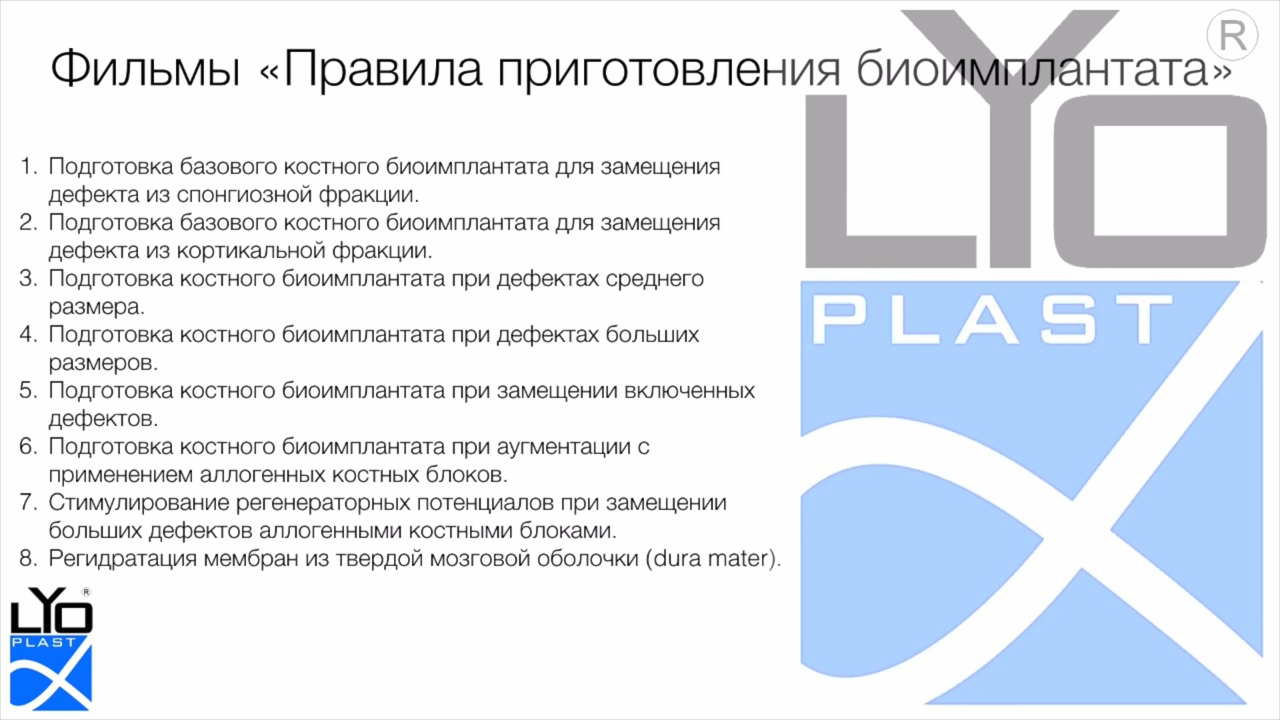 Фильмы «Правила приготовления биоимплантата»
1. Подготовка базового костного биоимплантата для замещения
дефекта из спонгиозной фракции.
2. Подготовка базового костного биоимплантата для замещения
дефекта из кортикальной фракции.
3. Подготовка костного биоимплантата при дефектах среднего
размера.
4. Подготовка костного биоимплантата при дефектах больших
размеров.
5. Подготовка костного биоимплантата при замещении включенных
дефектов.
6. Подготовка костного биоимплантата при аугментации с
применением аллогенных костных блоков.
7. Стимулирование регенераторных потенциалов при замещении
больших дефектов аллогенными костными блоками.
8. Регидратация мембран из твердой мозговой оболочки (dura mater).
LYO ®
PLAST
LYO ®
PLAST